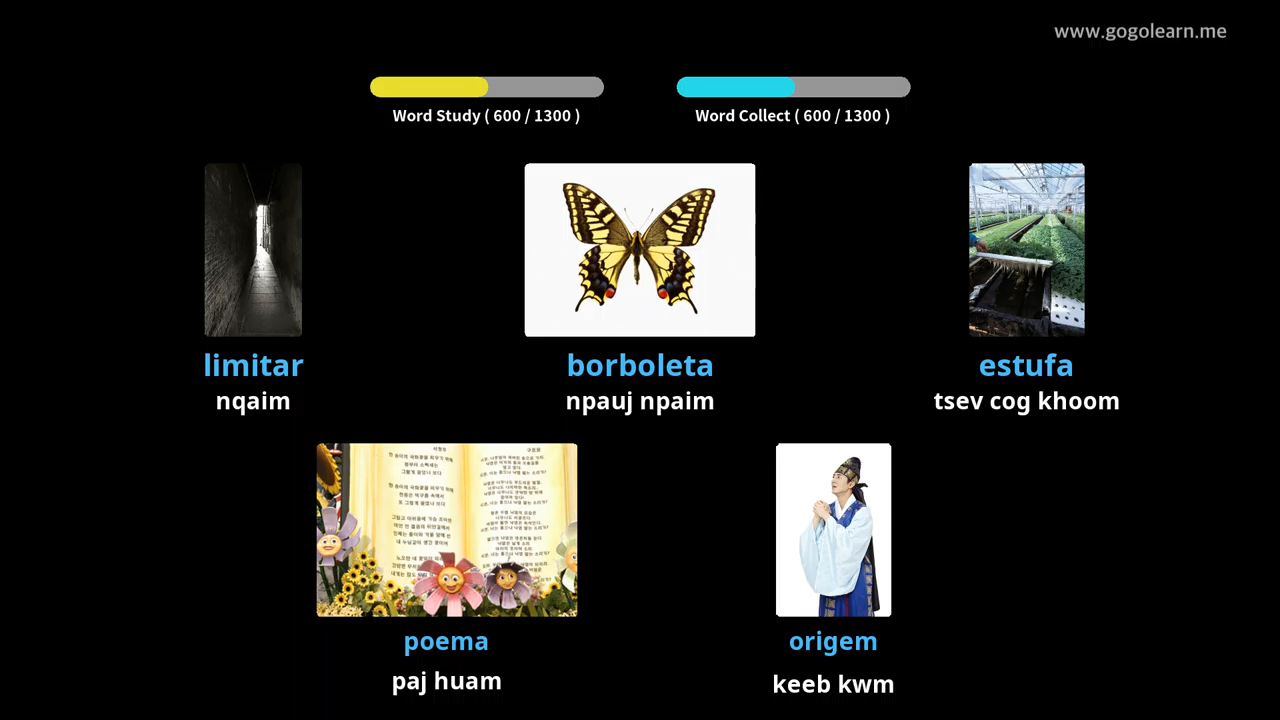 www.gogolearn.me
Word Study ( 600 / 1300 )
Word Collect ( 600 / 1300 )
limitar
nqaim
borboleta
npauj npaim
estufa
tsev cog khoom
poema
paj huam
origem
keeb kwm